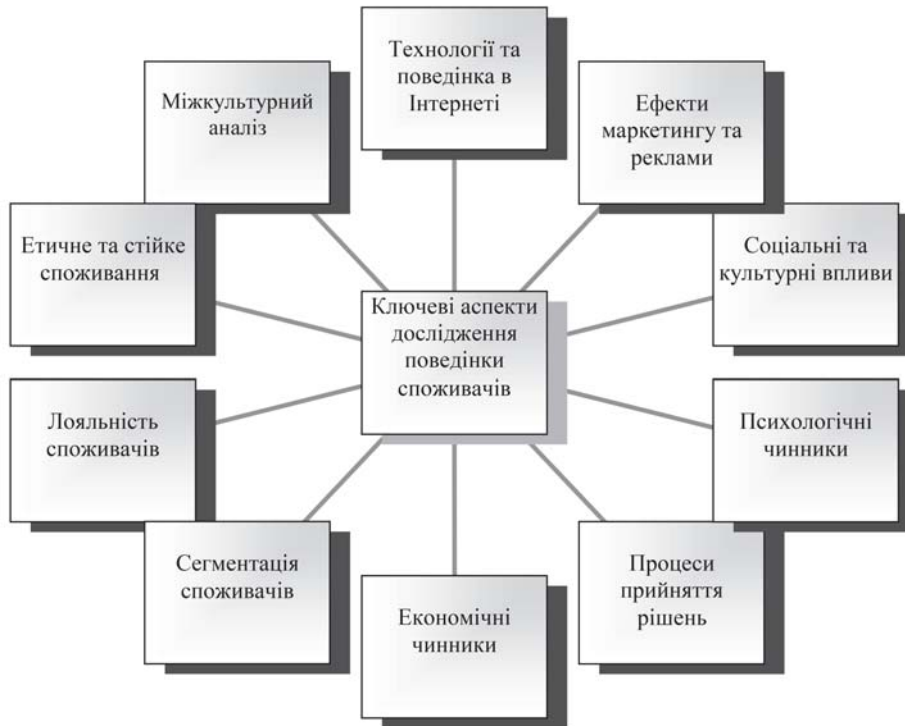 Технології та
поведінка в
Інтернеті
Міжкультурний
аналіз
Ефекти
маркетингу та
реклами
Етичне та стійке
споживання
Соціальні та
культурні впливи
Ключеві аспекти
дослідження
поведінки
споживачів
Лояльність
споживачів
Психологічні
чинники
Сегментація
споживачів
Процеси
прийняття
рішень
Економічні
чинники